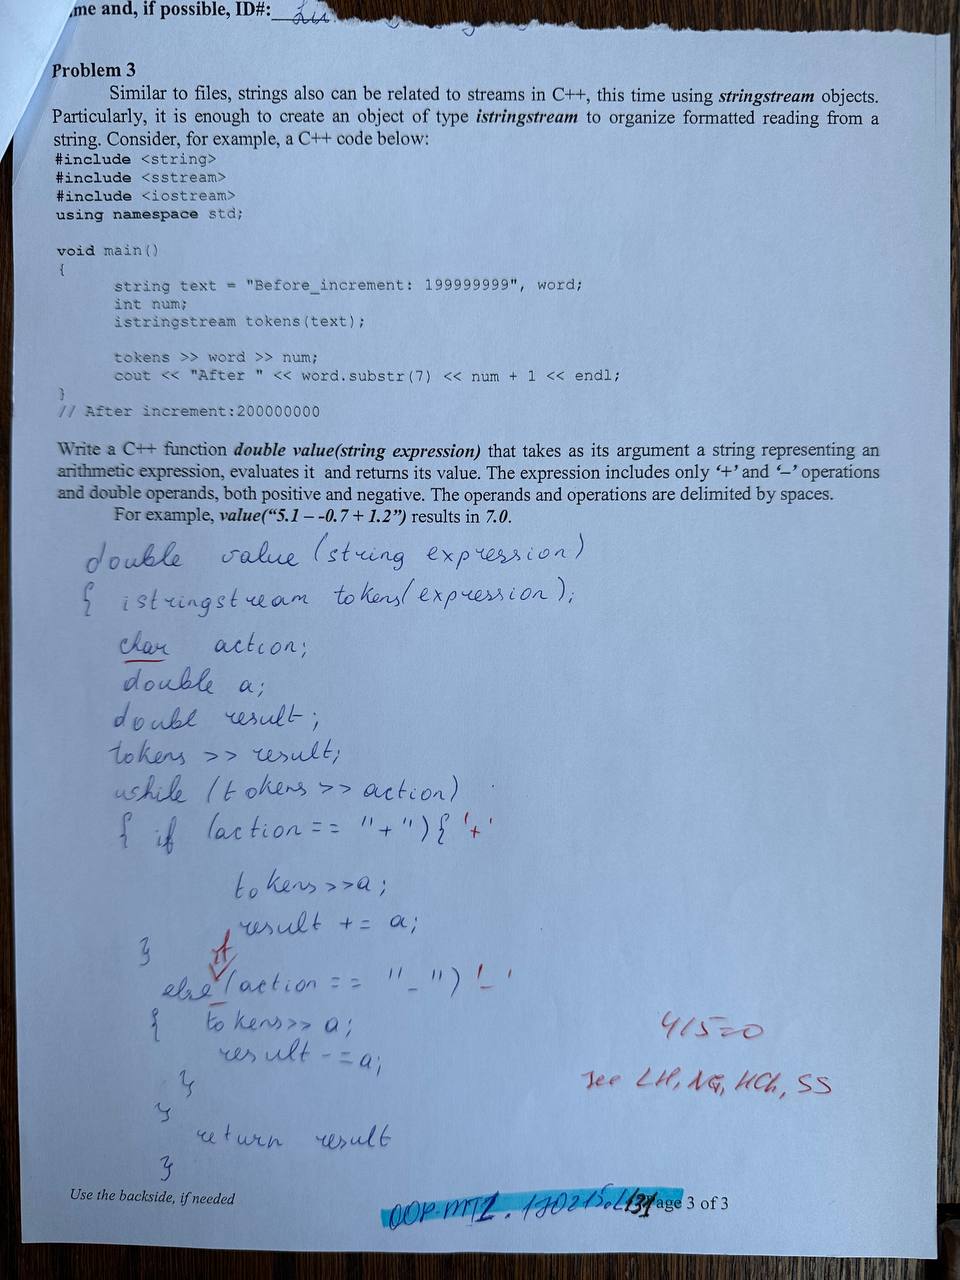 me and, if possible, ID#:
Problem 3
Similar to files, strings also can be related to streams in C++, this time using stringstream objects.
Particularly, it is enough to create an object of type istringstream to organize formatted reading from a
string. Consider, for example, a C++ code below:
#include <string>
#include <sstream>
#include <iostream>
using namespace std;
void main()
{
string text = "Before_increment: 199999999", word;
int num;
istringstream tokens(text);
tokens >> word >> num;
cout << "After " << word.substr(7) << num + 1 << endl;
}
// After increment:200000000
Write a C++ function double value(string expression) that takes as its argument a string representing an
arithmetic expression, evaluates it and returns its value. The expression includes only ‘+’ and ‘–’ operations
and double operands, both positive and negative. The operands and operations are delimited by spaces.
For example, value(“5.1 – -0.7 + 1.2”) results in 7.0.
double value (string expression)
{ istringstream tokens(expression);
char action;
double a;
doubl result;
tokens >> result;
while (tokens >> action)
{ if (action == "+") { '+'
tokens >> a;
result += a;
}
if
else (action == "-") '-'
{ tokens >> a;
result -= a;
}
}
return result
}
4/5=0
see LH, NG, HCh, SS
Use the backside, if needed
OOP.MT2.170215.L131
age 3 of 3